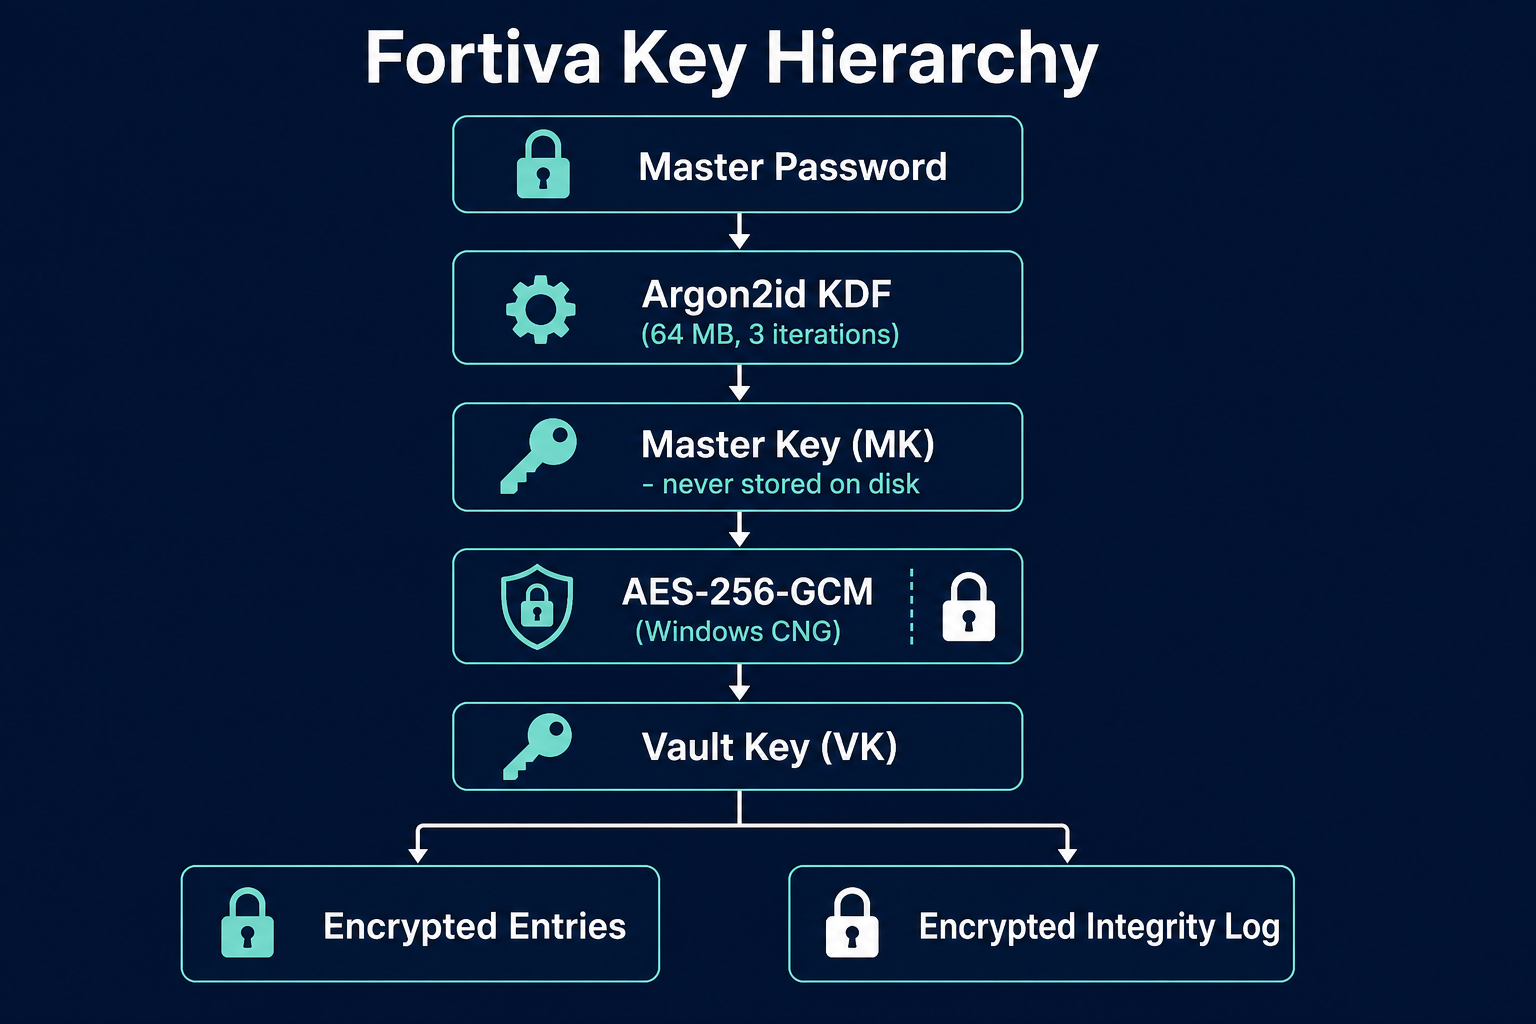 Fortiva Key Hierarchy
Master Password
Argon2id KDF
(64 MB, 3 iterations)
Master Key (MK)
- never stored on disk
AES-256-GCM
(Windows CNG)
Vault Key (VK)
Encrypted Entries
Encrypted Integrity Log